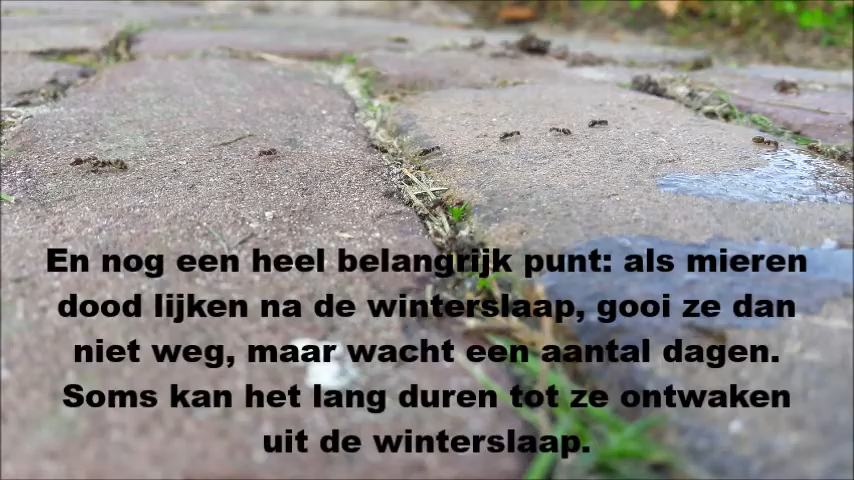 En nog een heel belangrijk punt: als mieren
dood lijken na de winterslaap, gooi ze dan
niet weg, maar wacht een aantal dagen.
Soms kan het lang duren tot ze ontwaken
uit de winterslaap.